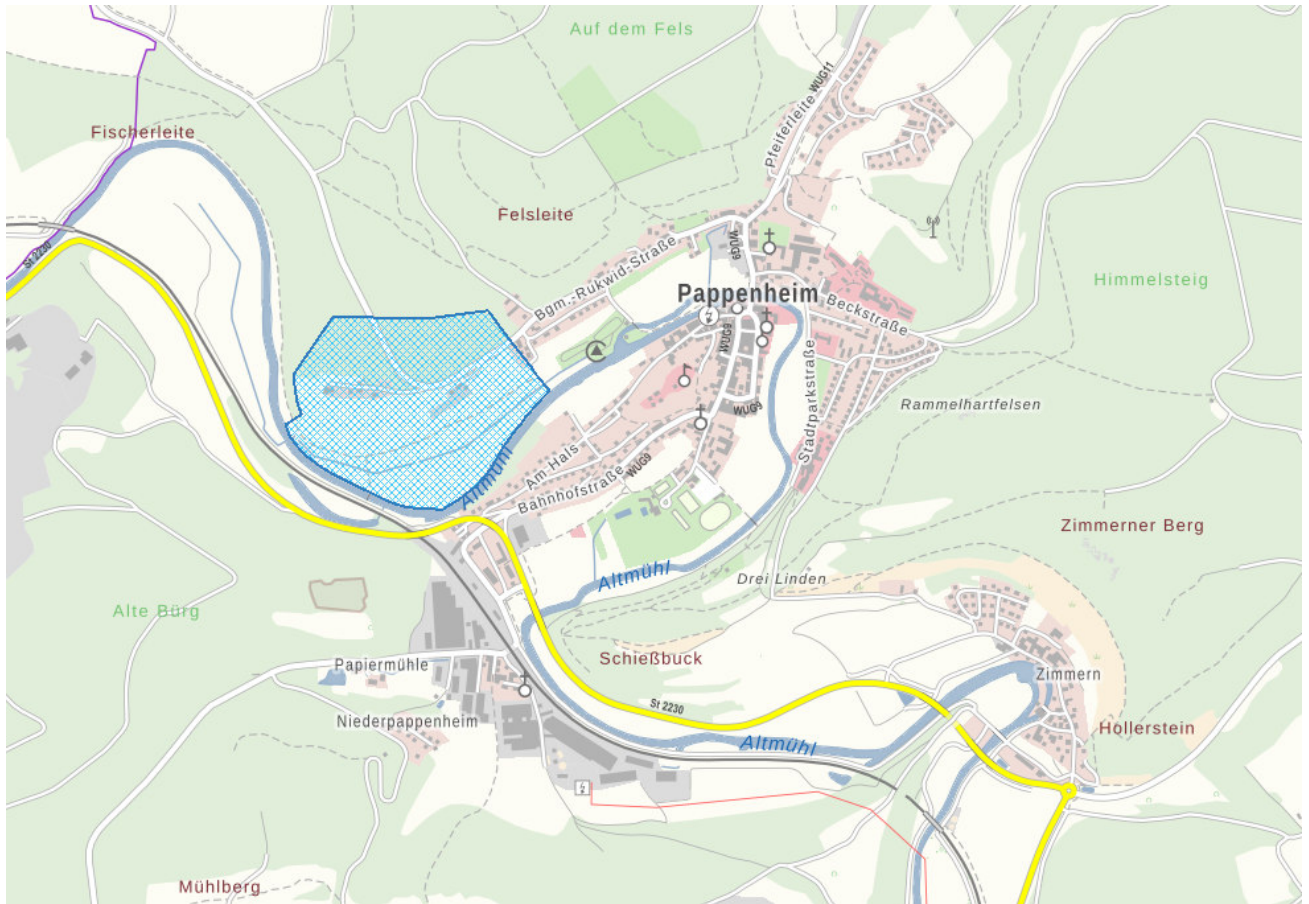 Auf dem Fels
WUG11
Fischerleite
Pfeiferleite
Felsleite
WUG9
St 2230
Bgm.-Rukwid-Straße
Himmelsteig
Pappenheim
Beckstraße
WUG9
Stadtparkstraße
Rammelhartfelsen
WUG9
Am Hals
Altmühl
Bahnhofstraße
WUG9
Zimmerner Berg
Altmühl
Drei Linden
Alte Bürg
Schießbuck
Papiermühle
Zimmern
St 2230
Niederpappenheim
Hollerstein
Altmühl
Mühlberg